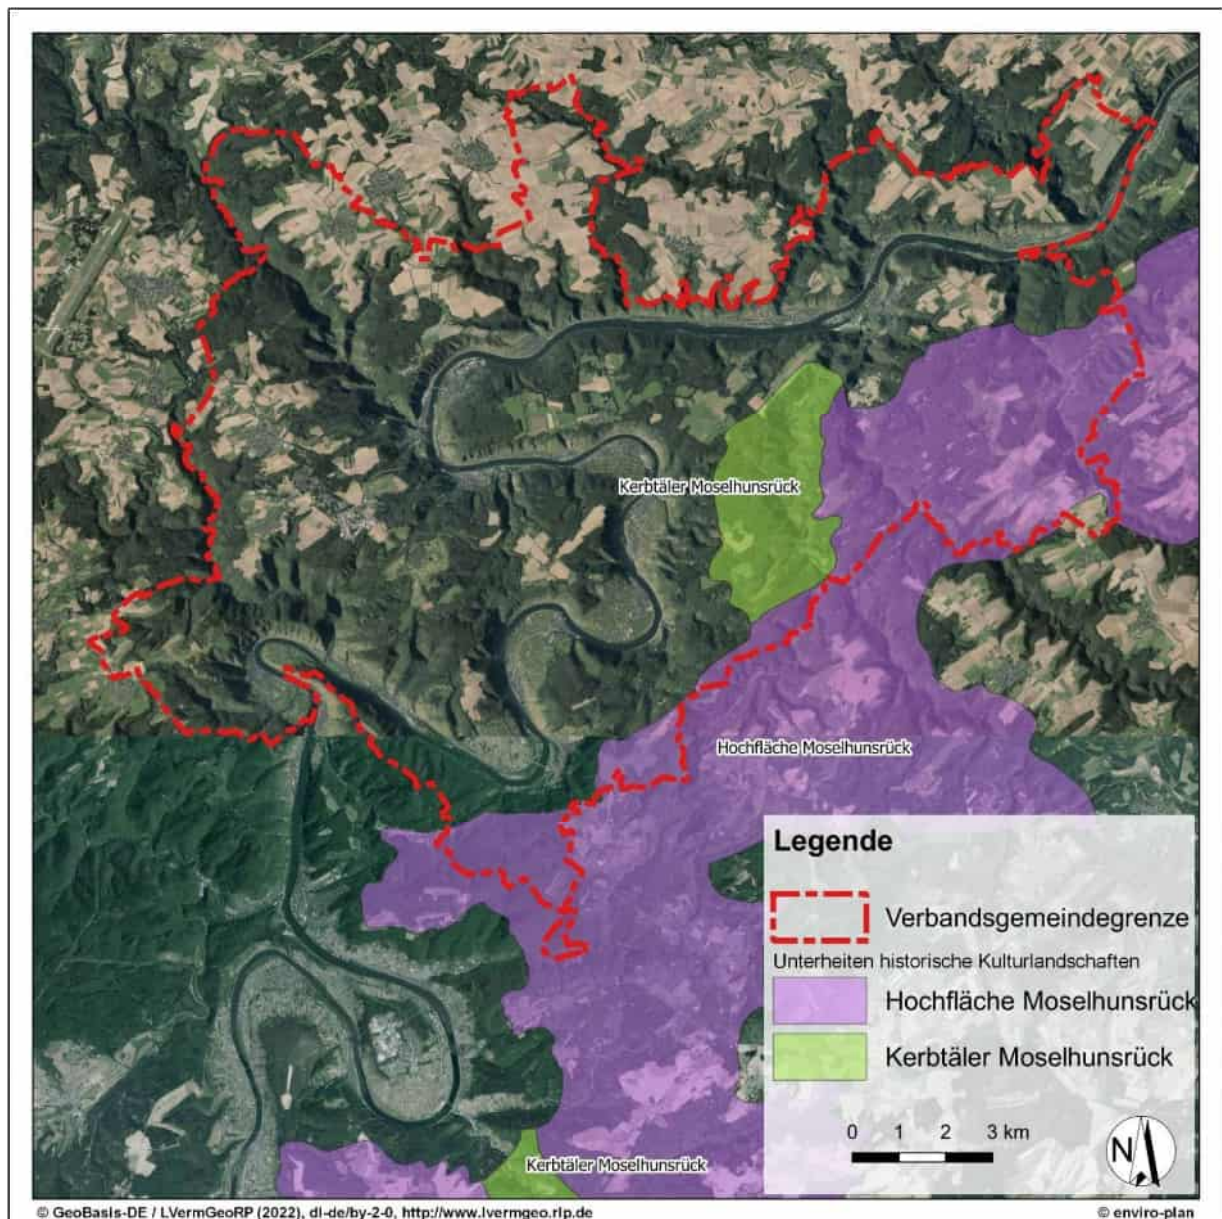 Kerbtäler Moselhunsrück
Hochfläche Moselhunsrück
Legende
Verbandsgemeindegrenze
Unterheiten historische Kulturlandschaften
Hochfläche Moselhunsrück
Kerbtäler Moselhunsrück
0 1 2 3 km
N
Kerbtäler Moselhunsrück
© GeoBasis-DE / LVermGeoRP (2022), dl-de/by-2-0, http://www.lvermgeo.rlp.de
© enviro-plan